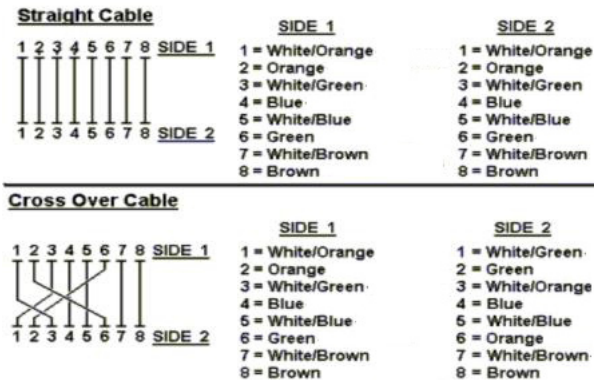 Straight Cable
1 2 3 4 5 6 7 8 SIDE 1
1 2 3 4 5 6 7 8 SIDE 2
SIDE 1
1 = White/Orange
2 = Orange
3 = White/Green
4 = Blue
5 = White/Blue
6 = Green
7 = White/Brown
8 = Brown
SIDE 2
1 = White/Orange
2 = Orange
3 = White/Green
4 = Blue
5 = White/Blue
6 = Green
7 = White/Brown
8 = Brown
Cross Over Cable
1 2 3 4 5 6 7 8 SIDE 1
1 2 3 4 5 6 7 8 SIDE 2
SIDE 1
1 = White/Orange
2 = Orange
3 = White/Green
4 = Blue
5 = White/Blue
6 = Green
7 = White/Brown
8 = Brown
SIDE 2
1 = White/Green
2 = Green
3 = White/Orange
4 = Blue
5 = White/Blue
6 = Orange
7 = White/Brown
8 = Brown